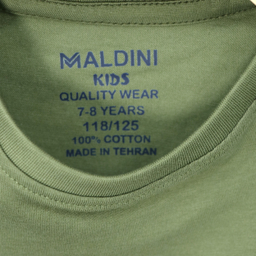 MALDINI
KIDS
QUALITY WEAR
7-8 YEARS
118/125
100% COTTON
MADE IN TEHRAN